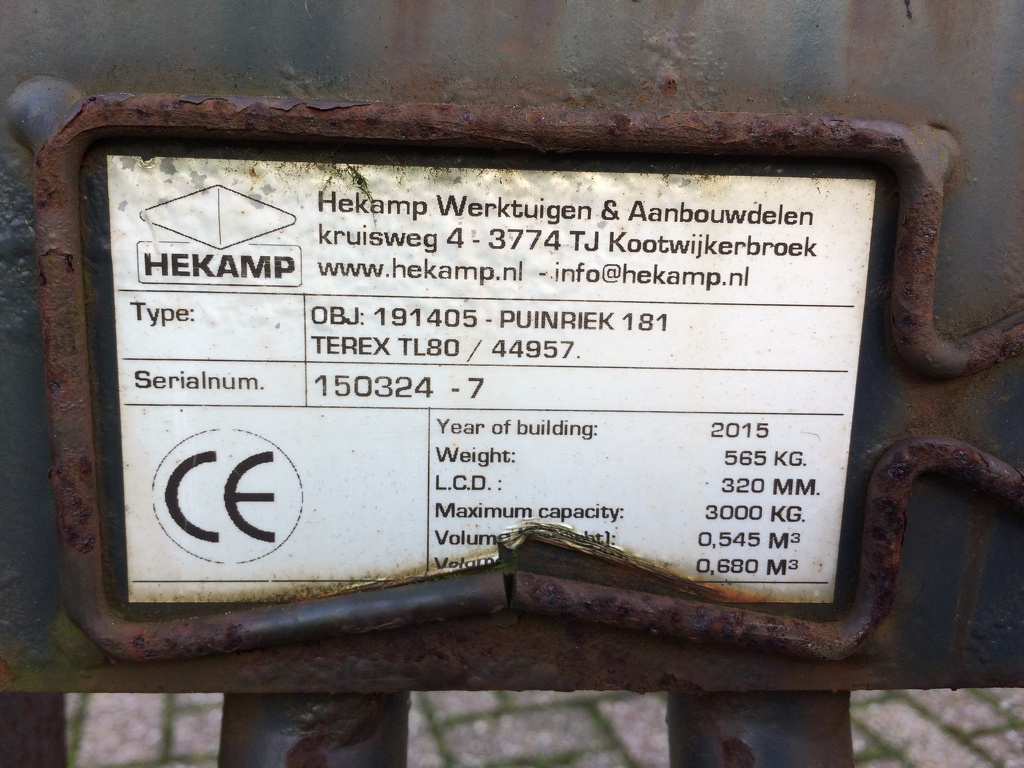 HEKAMP
Hekamp Werktuigen & Aanbouwdelen
kruisweg 4 - 3774 TJ Kootwijkerbroek
www.hekamp.nl - info@hekamp.nl
Type: OBJ: 191405 - PUINRIEK 181
TEREX TL80 / 44957.
Serialnum. 150324 - 7
CE
Year of building: 2015
Weight: 565 KG.
L.C.D. : 320 MM.
Maximum capacity: 3000 KG.
Volume 0,545 M³
0,680 M³